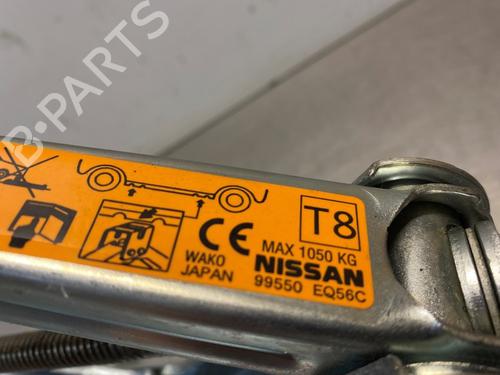 B-PARTS
T8
CE
MAX 1050 KG
WAKO
JAPAN
NISSAN
99550 EQ56C